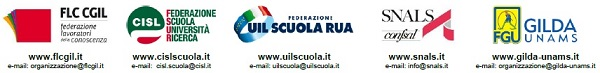 FLC CGIL
federazione
lavoratori
della conoscenza
www.flcgil.it
e-mail: organizzazione@flcgil.it
CISL
FEDERAZIONE
SCUOLA
UNIVERSITÀ
RICERCA
www.cislscuola.it
e-mail: cisl.scuola@cisl.it
FEDERAZIONE
UIL SCUOLA RUA
www.uilscuola.it
e-mail: uilscuola@uilscuola.it
SNALS
confsal
www.snals.it
e-mail: info@snals.it
FGU
GILDA
UNAMS
www.gilda-unams.it
e-mail: organizzazione@gilda-unams.it